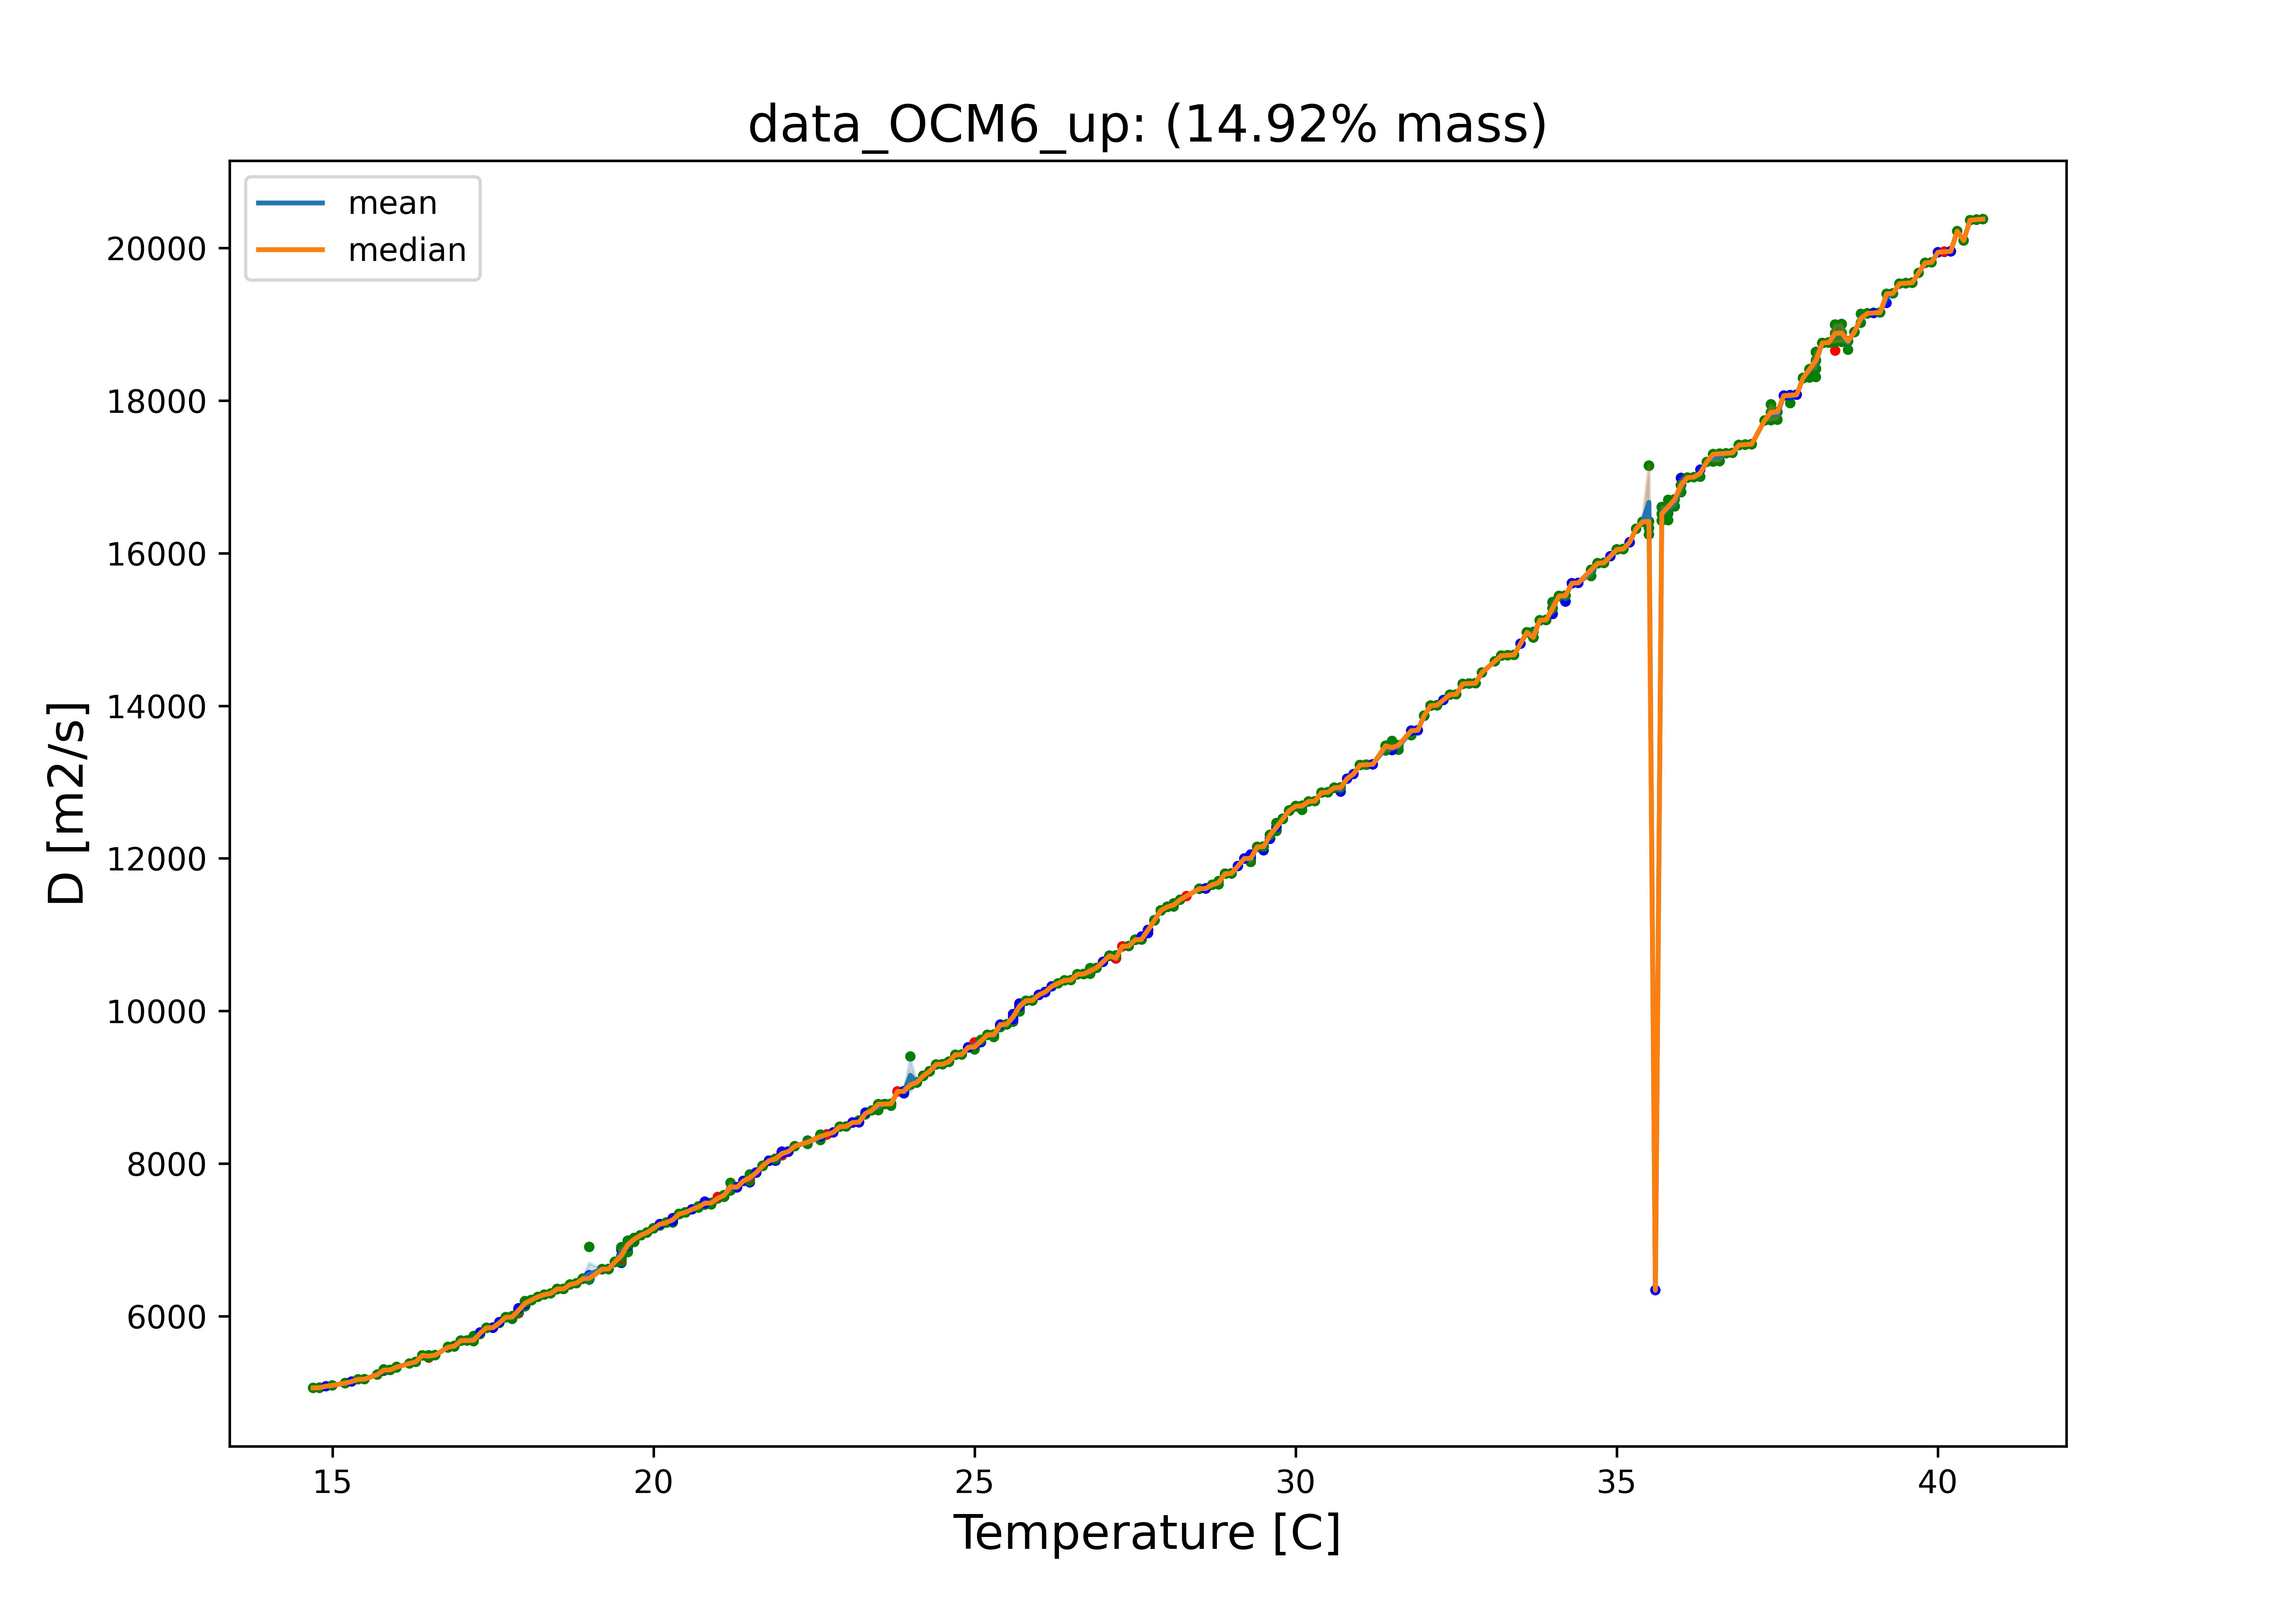 data_OCM6_up: (14.92% mass)
mean
median
20000
18000
16000
14000
12000
10000
8000
6000
D [m2/s]
15 20 25 30 35 40
Temperature [C]